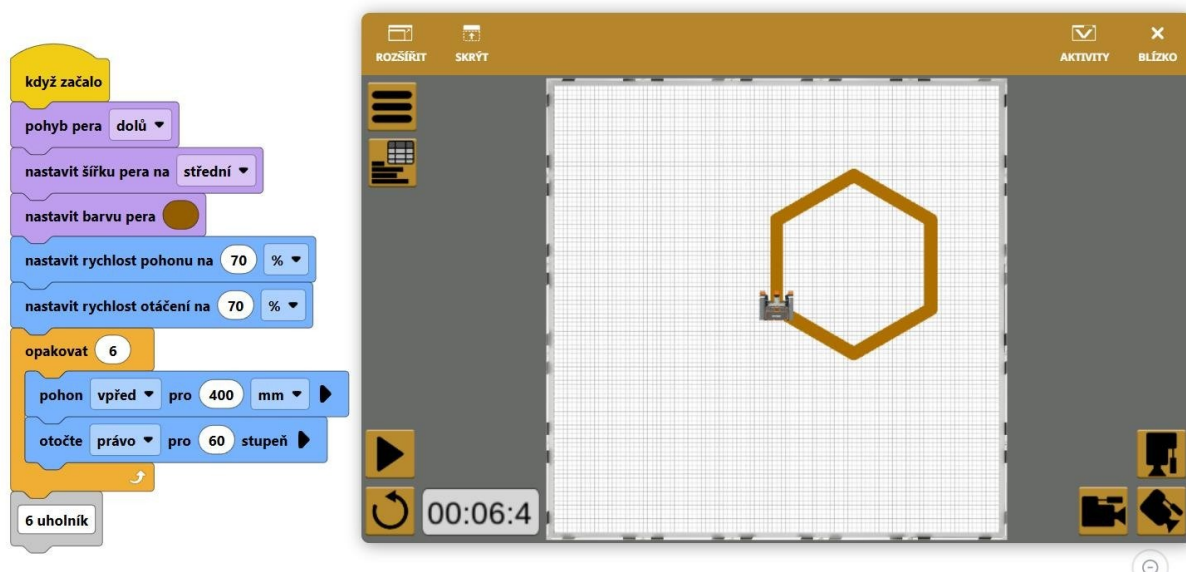 když začalo
pohyb pera dolů
nastavit šířku pera na střední
nastavit barvu pera
nastavit rychlost pohonu na 70 %
nastavit rychlost otáčení na 70 %
opakovat 6
pohon vpřed pro 400 mm
otočte právo pro 60 stupeň
6 uholník
ROZŠÍŘIT SKRÝT AKTIVITY BLÍZKO
00:06:4